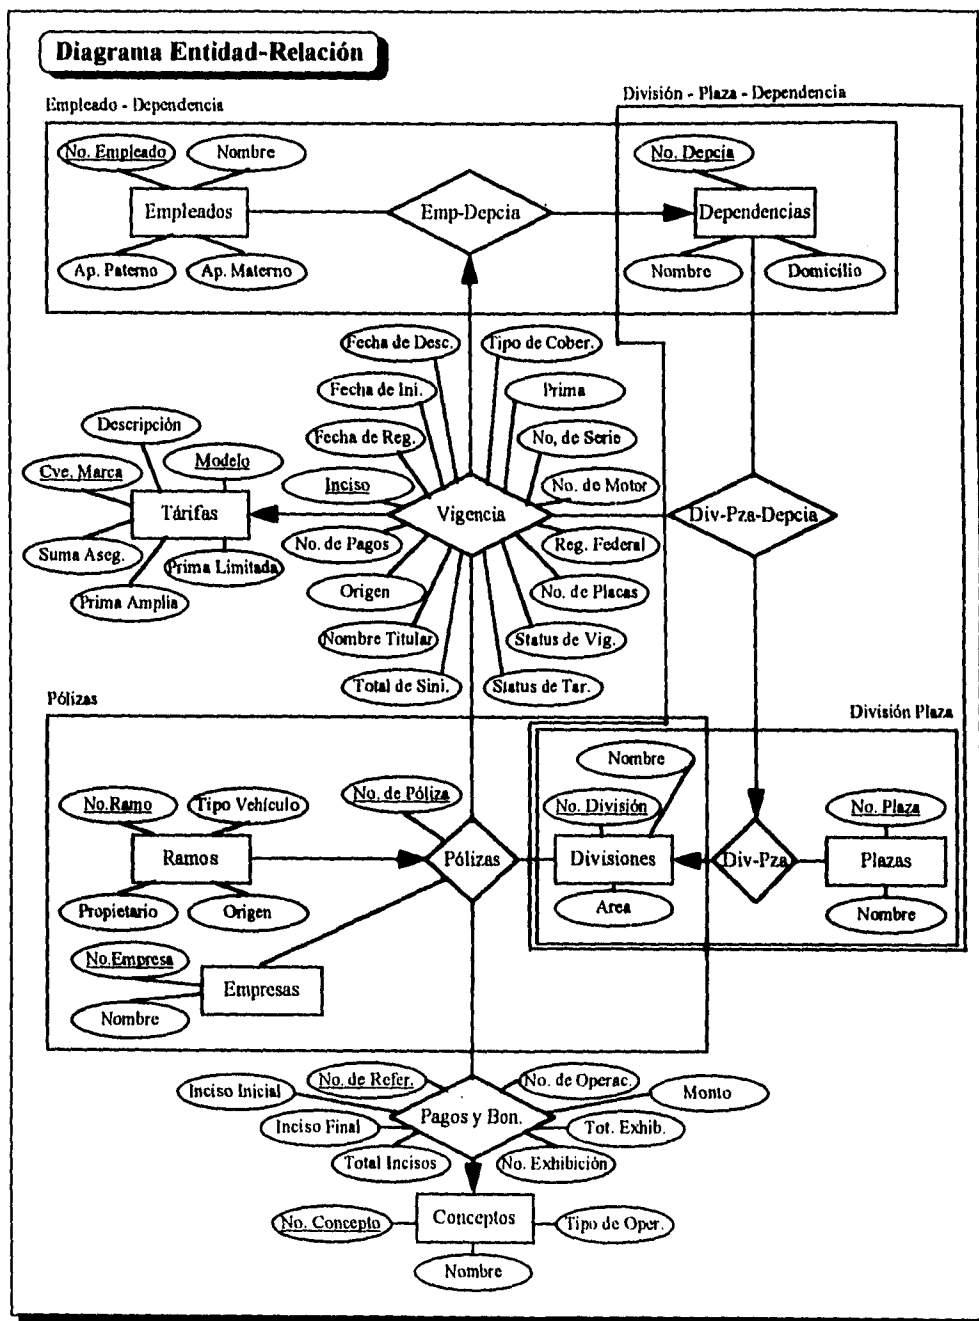 Diagrama Entidad-Relación
Empleado - Dependencia
División - Plaza - Dependencia
No. Empleado
Nombre
Empleados
Ap. Paterno
Ap. Materno
Emp-Depcia
No. Depcia
Dependencias
Nombre
Domicilio
Fecha de Desc.
Tipo de Cober.
Fecha de Ini.
Prima
Fecha de Reg.
No, de Serie
Inciso
No. de Motor
Vigencia
No. de Pagos
Reg. Federal
Origen
No. de Placas
Nombre Titular
Status de Vig.
Total de Sini.
Status de Tar.
Descripción
Cve. Marca
Modelo
Tárifas
Suma Aseg.
Prima Limitada
Prima Amplia
Div-Pza-Depcia
Pólizas
División Plaza
No.Ramo
Tipo Vehículo
Ramos
Propietario
Origen
No.Empresa
Empresas
Nombre
No. de Póliza
Pólizas
Nombre
No. División
Divisiones
Area
Div-Pza
No. Plaza
Plazas
Nombre
Inciso Inicial
No. de Refer.
No. de Operac.
Monto
Inciso Final
Pagos y Bon.
Tot. Exhib.
Total Incisos
No. Exhibición
No. Concepto
Conceptos
Tipo de Oper.
Nombre